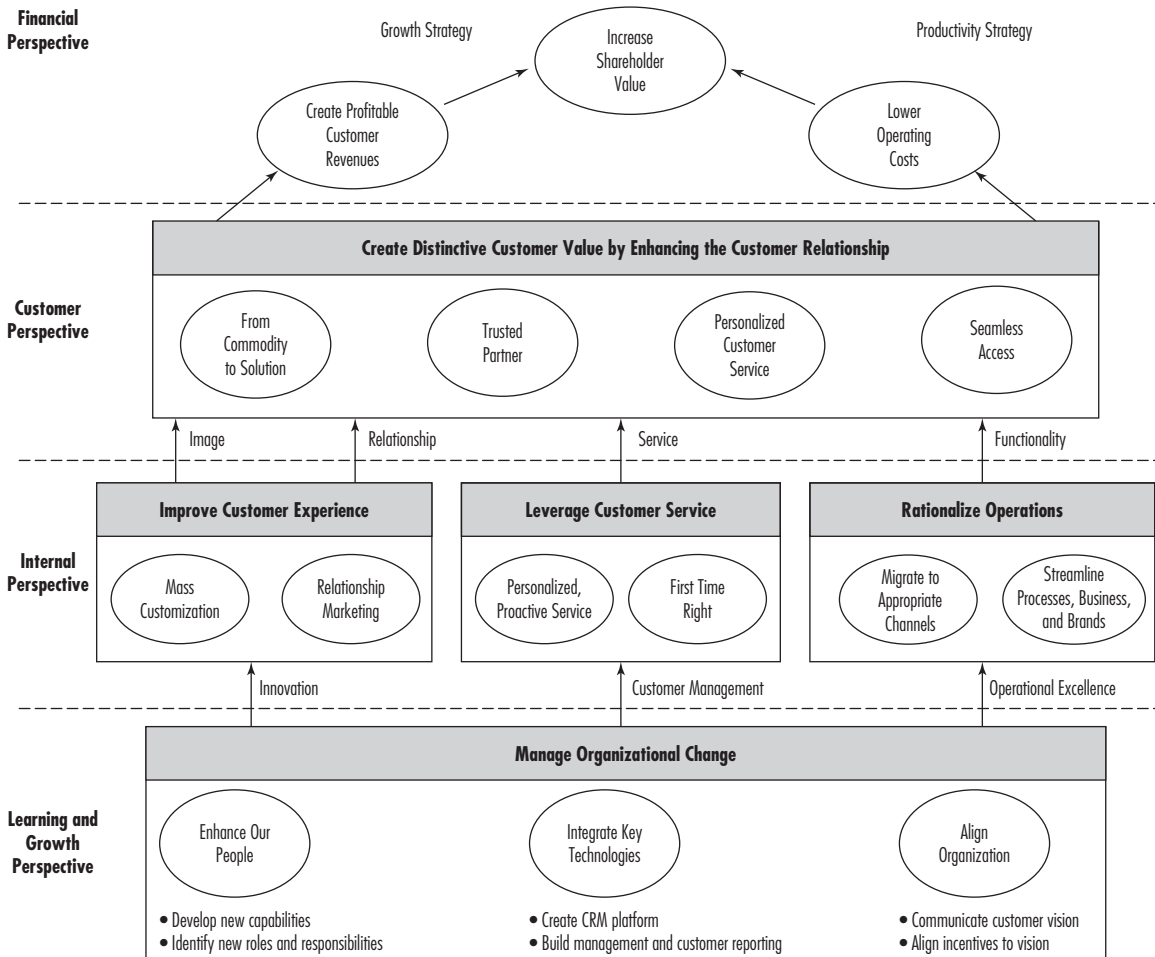 Financial
Perspective
Growth Strategy
Increase
Shareholder
Value
Productivity Strategy
Create Profitable
Customer
Revenues
Lower
Operating
Costs
Create Distinctive Customer Value by Enhancing the Customer Relationship
Customer
Perspective
From
Commodity
to Solution
Trusted
Partner
Personalized
Customer
Service
Seamless
Access
Image
Relationship
Service
Functionality
Internal
Perspective
Improve Customer Experience
Mass
Customization
Relationship
Marketing
Leverage Customer Service
Personalized,
Proactive Service
First Time
Right
Rationalize Operations
Migrate to
Appropriate
Channels
Streamline
Processes, Business,
and Brands
Innovation
Customer Management
Operational Excellence
Manage Organizational Change
Learning and
Growth
Perspective
Enhance Our
People
• Develop new capabilities
• Identify new roles and responsibilities
Integrate Key
Technologies
• Create CRM platform
• Build management and customer reporting
Align
Organization
• Communicate customer vision
• Align incentives to vision